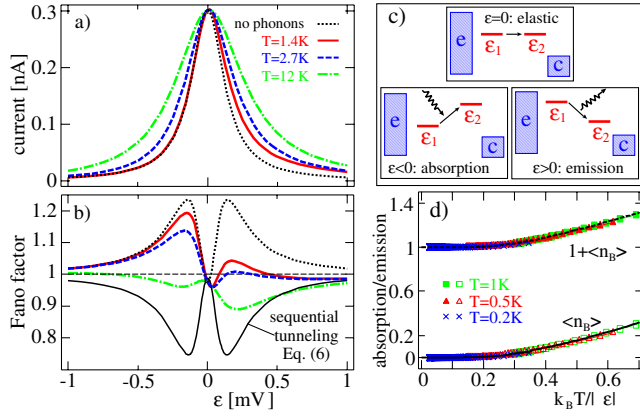 a)
current [nA]
0.3
0.2
0.1
0
no phonons
T=1.4K
T=2.7K
T=12 K
b)
Fano factor
1.2
1.1
1
0.9
0.8
sequential
tunneling
Eq. (6)
-1
-0.5
0
0.5
1
ε [mV]
c)
ε=0: elastic
e
ε1
ε2
c
e
ε1
ε2
c
ε<0: absorption
e
ε1
ε2
c
ε>0: emission
d)
absorption/emission
1.4
1.2
1
0.2
0
1+<nB>
T=1K
T=0.5K
T=0.2K
<nB>
0
0.2
0.4
0.6
kBT/| ε|